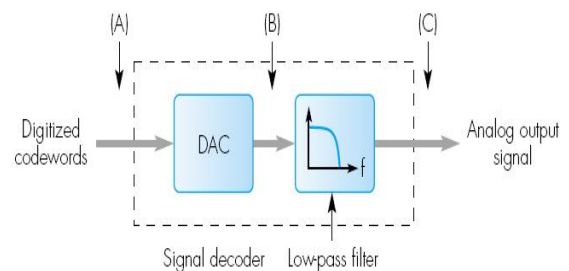 (A)
(B)
(C)
Digitized
codewords
DAC
f
Analog output
signal
Signal decoder
Low-pass filter